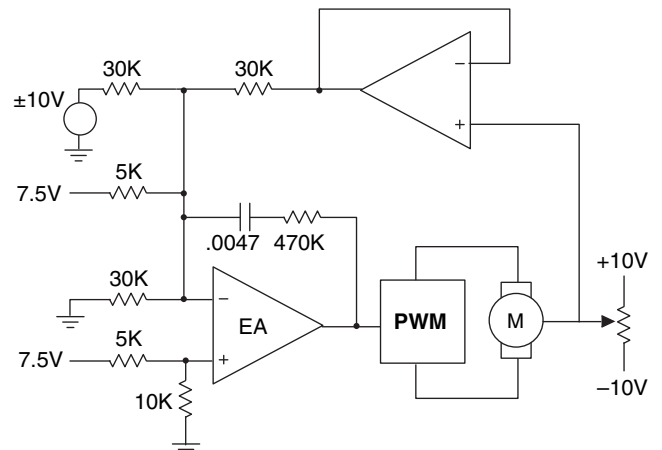 30K
30K
±10V
−
+
5K
7.5V
.0047
470K
30K
−
EA
+
5K
7.5V
10K
PWM
M
+10V
−10V